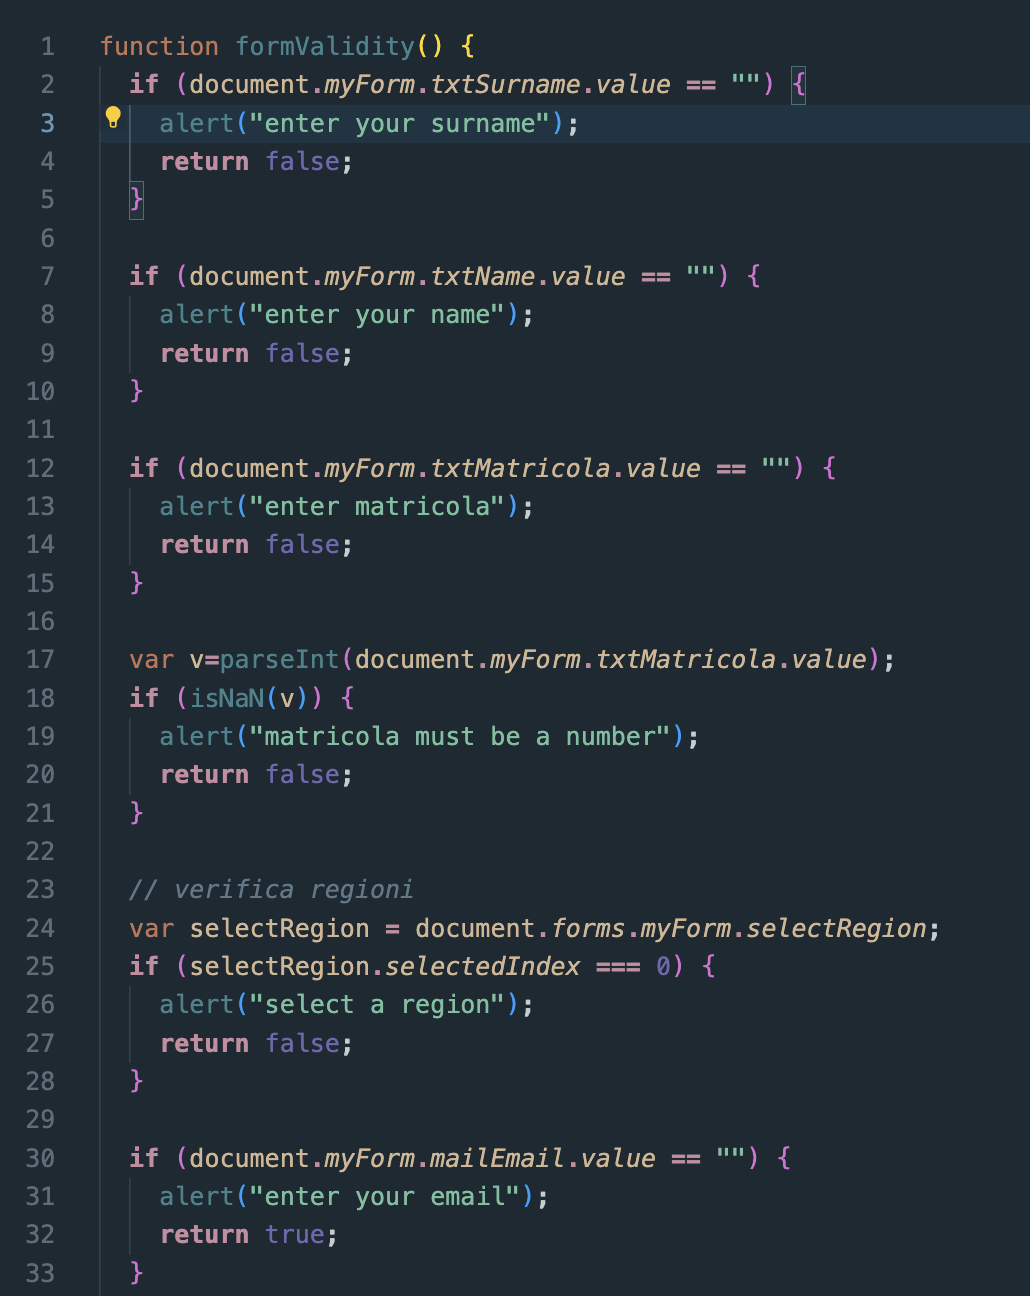 1 function formValidity() {
2 if (document.myForm.txtSurname.value == "") {
3 alert("enter your surname");
4 return false;
5 }
6
7 if (document.myForm.txtName.value == "") {
8 alert("enter your name");
9 return false;
10 }
11
12 if (document.myForm.txtMatricola.value == "") {
13 alert("enter matricola");
14 return false;
15 }
16
17 var v=parseInt(document.myForm.txtMatricola.value);
18 if (isNaN(v)) {
19 alert("matricola must be a number");
20 return false;
21 }
22
23 // verifica regioni
24 var selectRegion = document.forms.myForm.selectRegion;
25 if (selectRegion.selectedIndex === 0) {
26 alert("select a region");
27 return false;
28 }
29
30 if (document.myForm.mailEmail.value == "") {
31 alert("enter your email");
32 return true;
33 }